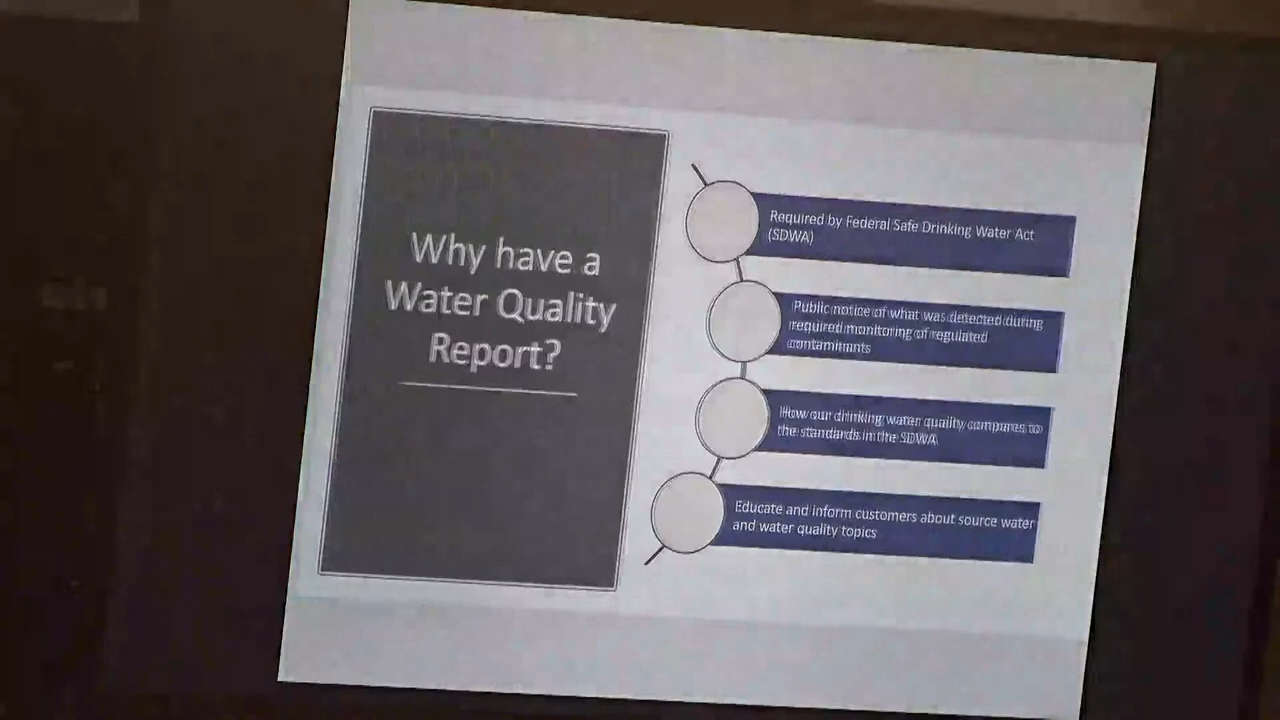 Why have a
Water Quality
Report?
Required by Federal Safe Drinking Water Act
(SDWA)
Public notice of what was detected during
required monitoring of regulated
contaminants
How our drinking water quality compares to
the standards in the SDWA
Educate and inform customers about source water
and water quality topics